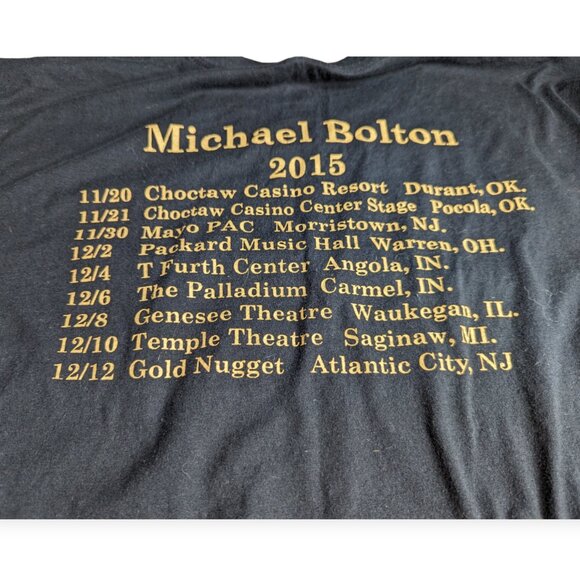 Michael Bolton
2015
11/20 Choctaw Casino Resort Durant, OK.
11/21 Choctaw Casino Center Stage Pocola, OK.
11/30 Mayo PAC Morristown, NJ.
12/2 Packard Music Hall Warren, OH.
12/4 T Furth Center Angola, IN.
12/6 The Palladium Carmel, IN.
12/8 Genesee Theatre Waukegan, IL.
12/10 Temple Theatre Saginaw, MI.
12/12 Gold Nugget Atlantic City, NJ